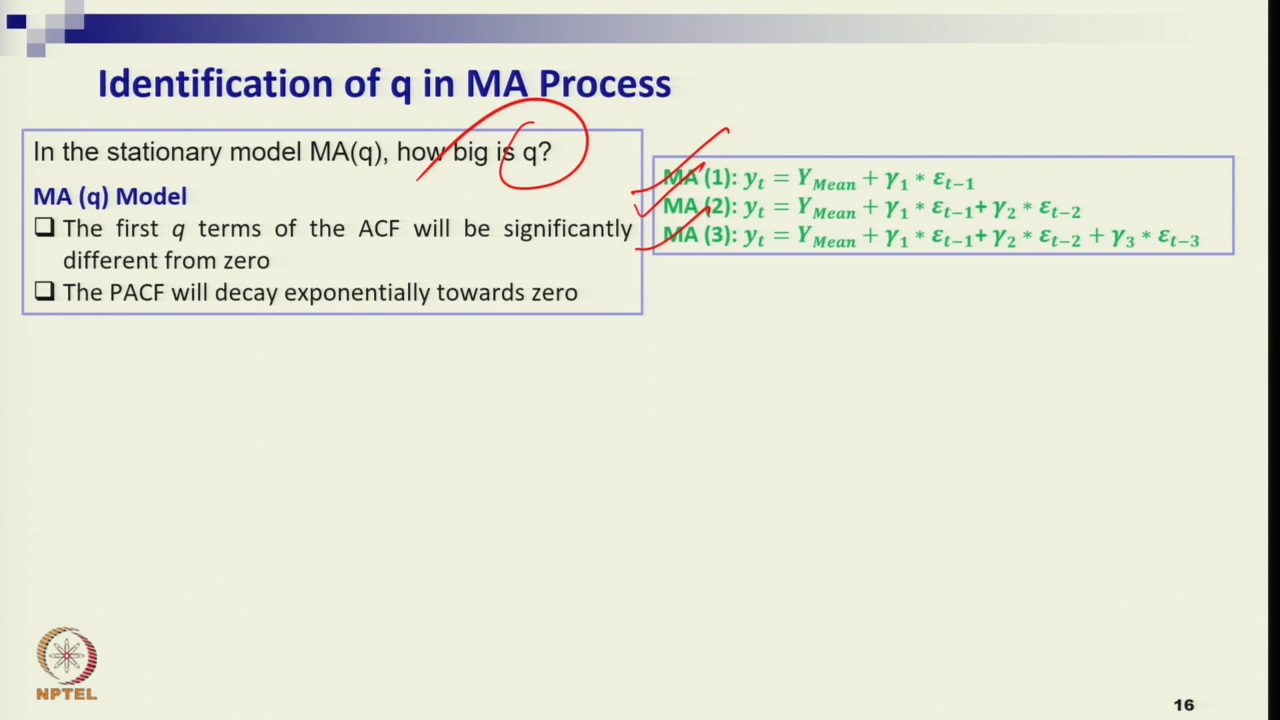 Identification of q in MA Process
In the stationary model MA(q), how big is q?
MA (q) Model
❑ The first q terms of the ACF will be significantly
different from zero
❑ The PACF will decay exponentially towards zero
MA (1): yₜ = Y_Mean + γ₁ * εₜ₋₁
MA (2): yₜ = Y_Mean + γ₁ * εₜ₋₁+ γ₂ * εₜ₋₂
MA (3): yₜ = Y_Mean + γ₁ * εₜ₋₁+ γ₂ * εₜ₋₂ + γ₃ * εₜ₋₃
NPTEL
16